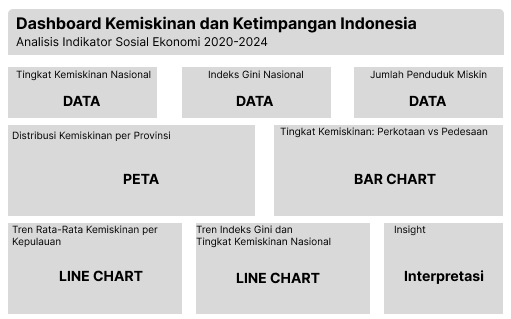 Dashboard Kemiskinan dan Ketimpangan Indonesia
Analisis Indikator Sosial Ekonomi 2020-2024
Tingkat Kemiskinan Nasional
DATA
Indeks Gini Nasional
DATA
Jumlah Penduduk Miskin
DATA
Distribusi Kemiskinan per Provinsi
PETA
Tingkat Kemiskinan: Perkotaan vs Pedesaan
BAR CHART
Tren Rata-Rata Kemiskinan per
Kepulauan
LINE CHART
Tren Indeks Gini dan
Tingkat Kemiskinan Nasional
LINE CHART
Insight
Interpretasi